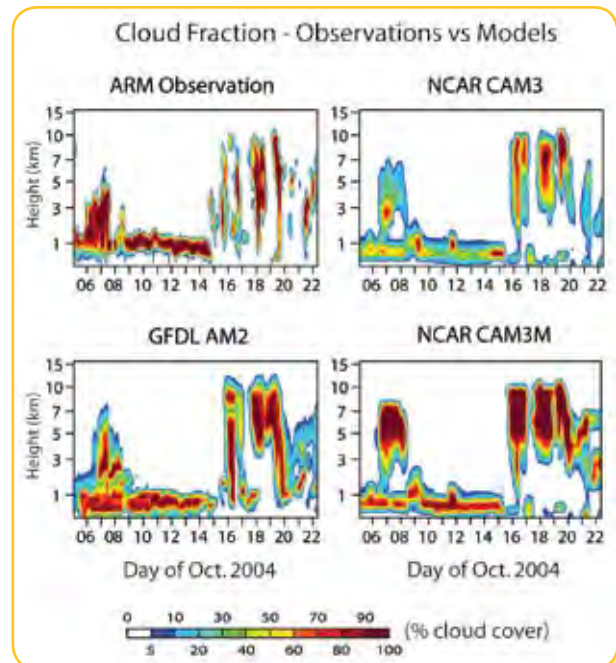 Cloud Fraction - Observations vs Models
ARM Observation
NCAR CAM3
Height (km)
15
10
7
5
3
1
15
10
7
5
3
1
06 08 10 12 14 16 18 20 22
06 08 10 12 14 16 18 20 22
GFDL AM2
NCAR CAM3M
Height (km)
15
10
7
5
3
1
15
10
7
5
3
1
06 08 10 12 14 16 18 20 22
06 08 10 12 14 16 18 20 22
Day of Oct. 2004
Day of Oct. 2004
0 10 30 50 70 90
(% cloud cover)
5 20 40 60 80 100